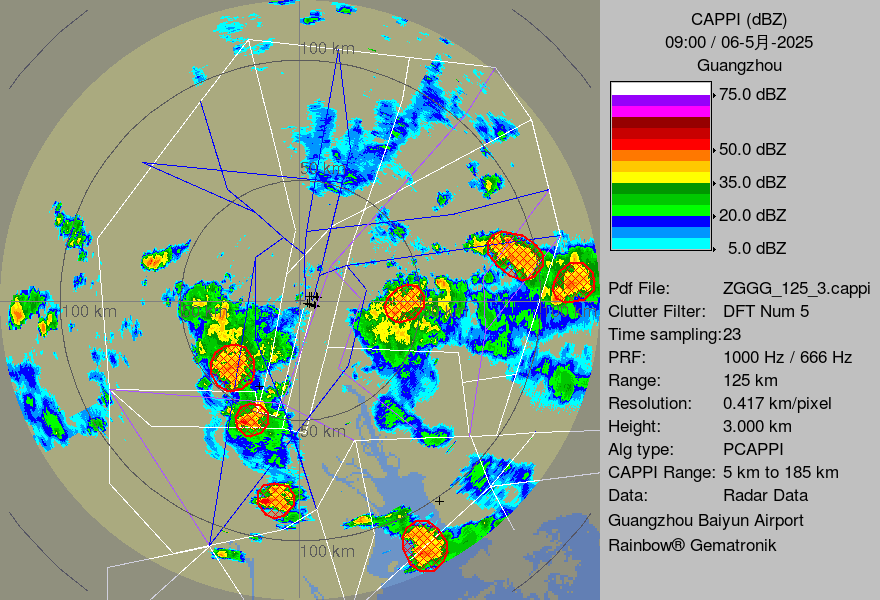 CAPPI (dBZ)
09:00 / 06-5月-2025
Guangzhou
75.0 dBZ
50.0 dBZ
35.0 dBZ
20.0 dBZ
5.0 dBZ
Pdf File: ZGGG_125_3.cappi
Clutter Filter: DFT Num 5
Time sampling:23
PRF: 1000 Hz / 666 Hz
Range: 125 km
Resolution: 0.417 km/pixel
Height: 3.000 km
Alg type: PCAPPI
CAPPI Range: 5 km to 185 km
Data: Radar Data
Guangzhou Baiyun Airport
Rainbow® Gematronik
100 km
50 km
100 km
50 km
100 km